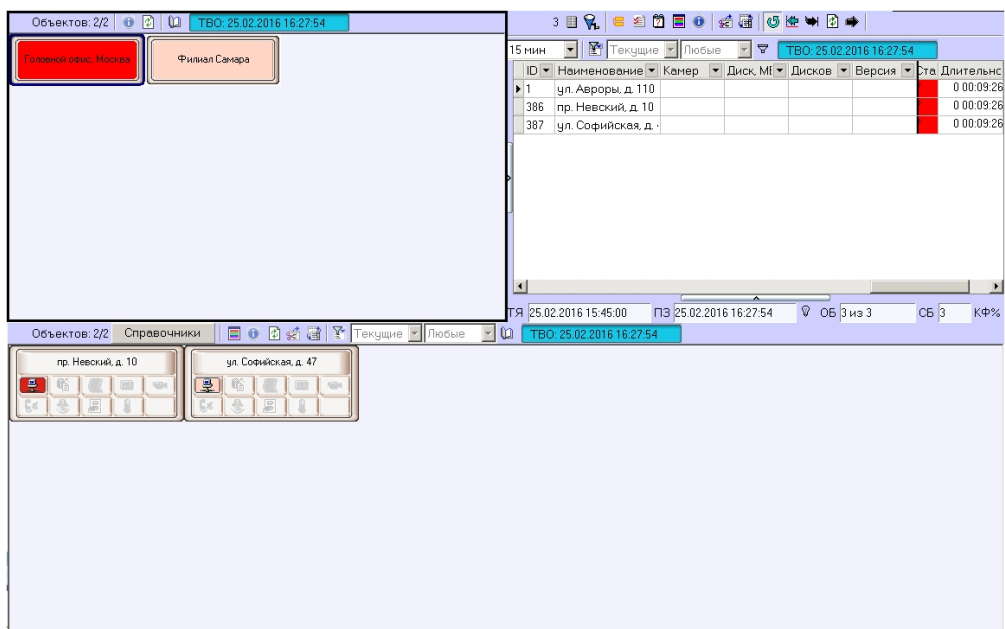 Объектов: 2/2 ТВО: 25.02.2016 16:27:54
Головной офис, Москва Филиал Самара
3
15 мин Текущие Любые ТВО: 25.02.2016 16:27:54
ID Наименование Камер Диск, МБ Дисков Версия Ста Длительнс
1 ул. Авроры, д. 110 0 00:09:26
386 пр. Невский, д. 10 0 00:09:26
387 ул. Софийская, д. 0 00:09:26
ТЯ 25.02.2016 15:45:00 ПЗ 25.02.2016 16:27:54 ОБ 3 из 3 СБ 3 КФ%
Объектов: 2/2 Справочники Текущие Любые ТВО: 25.02.2016 16:27:54
пр. Невский, д. 10 ул. Софийская, д. 47